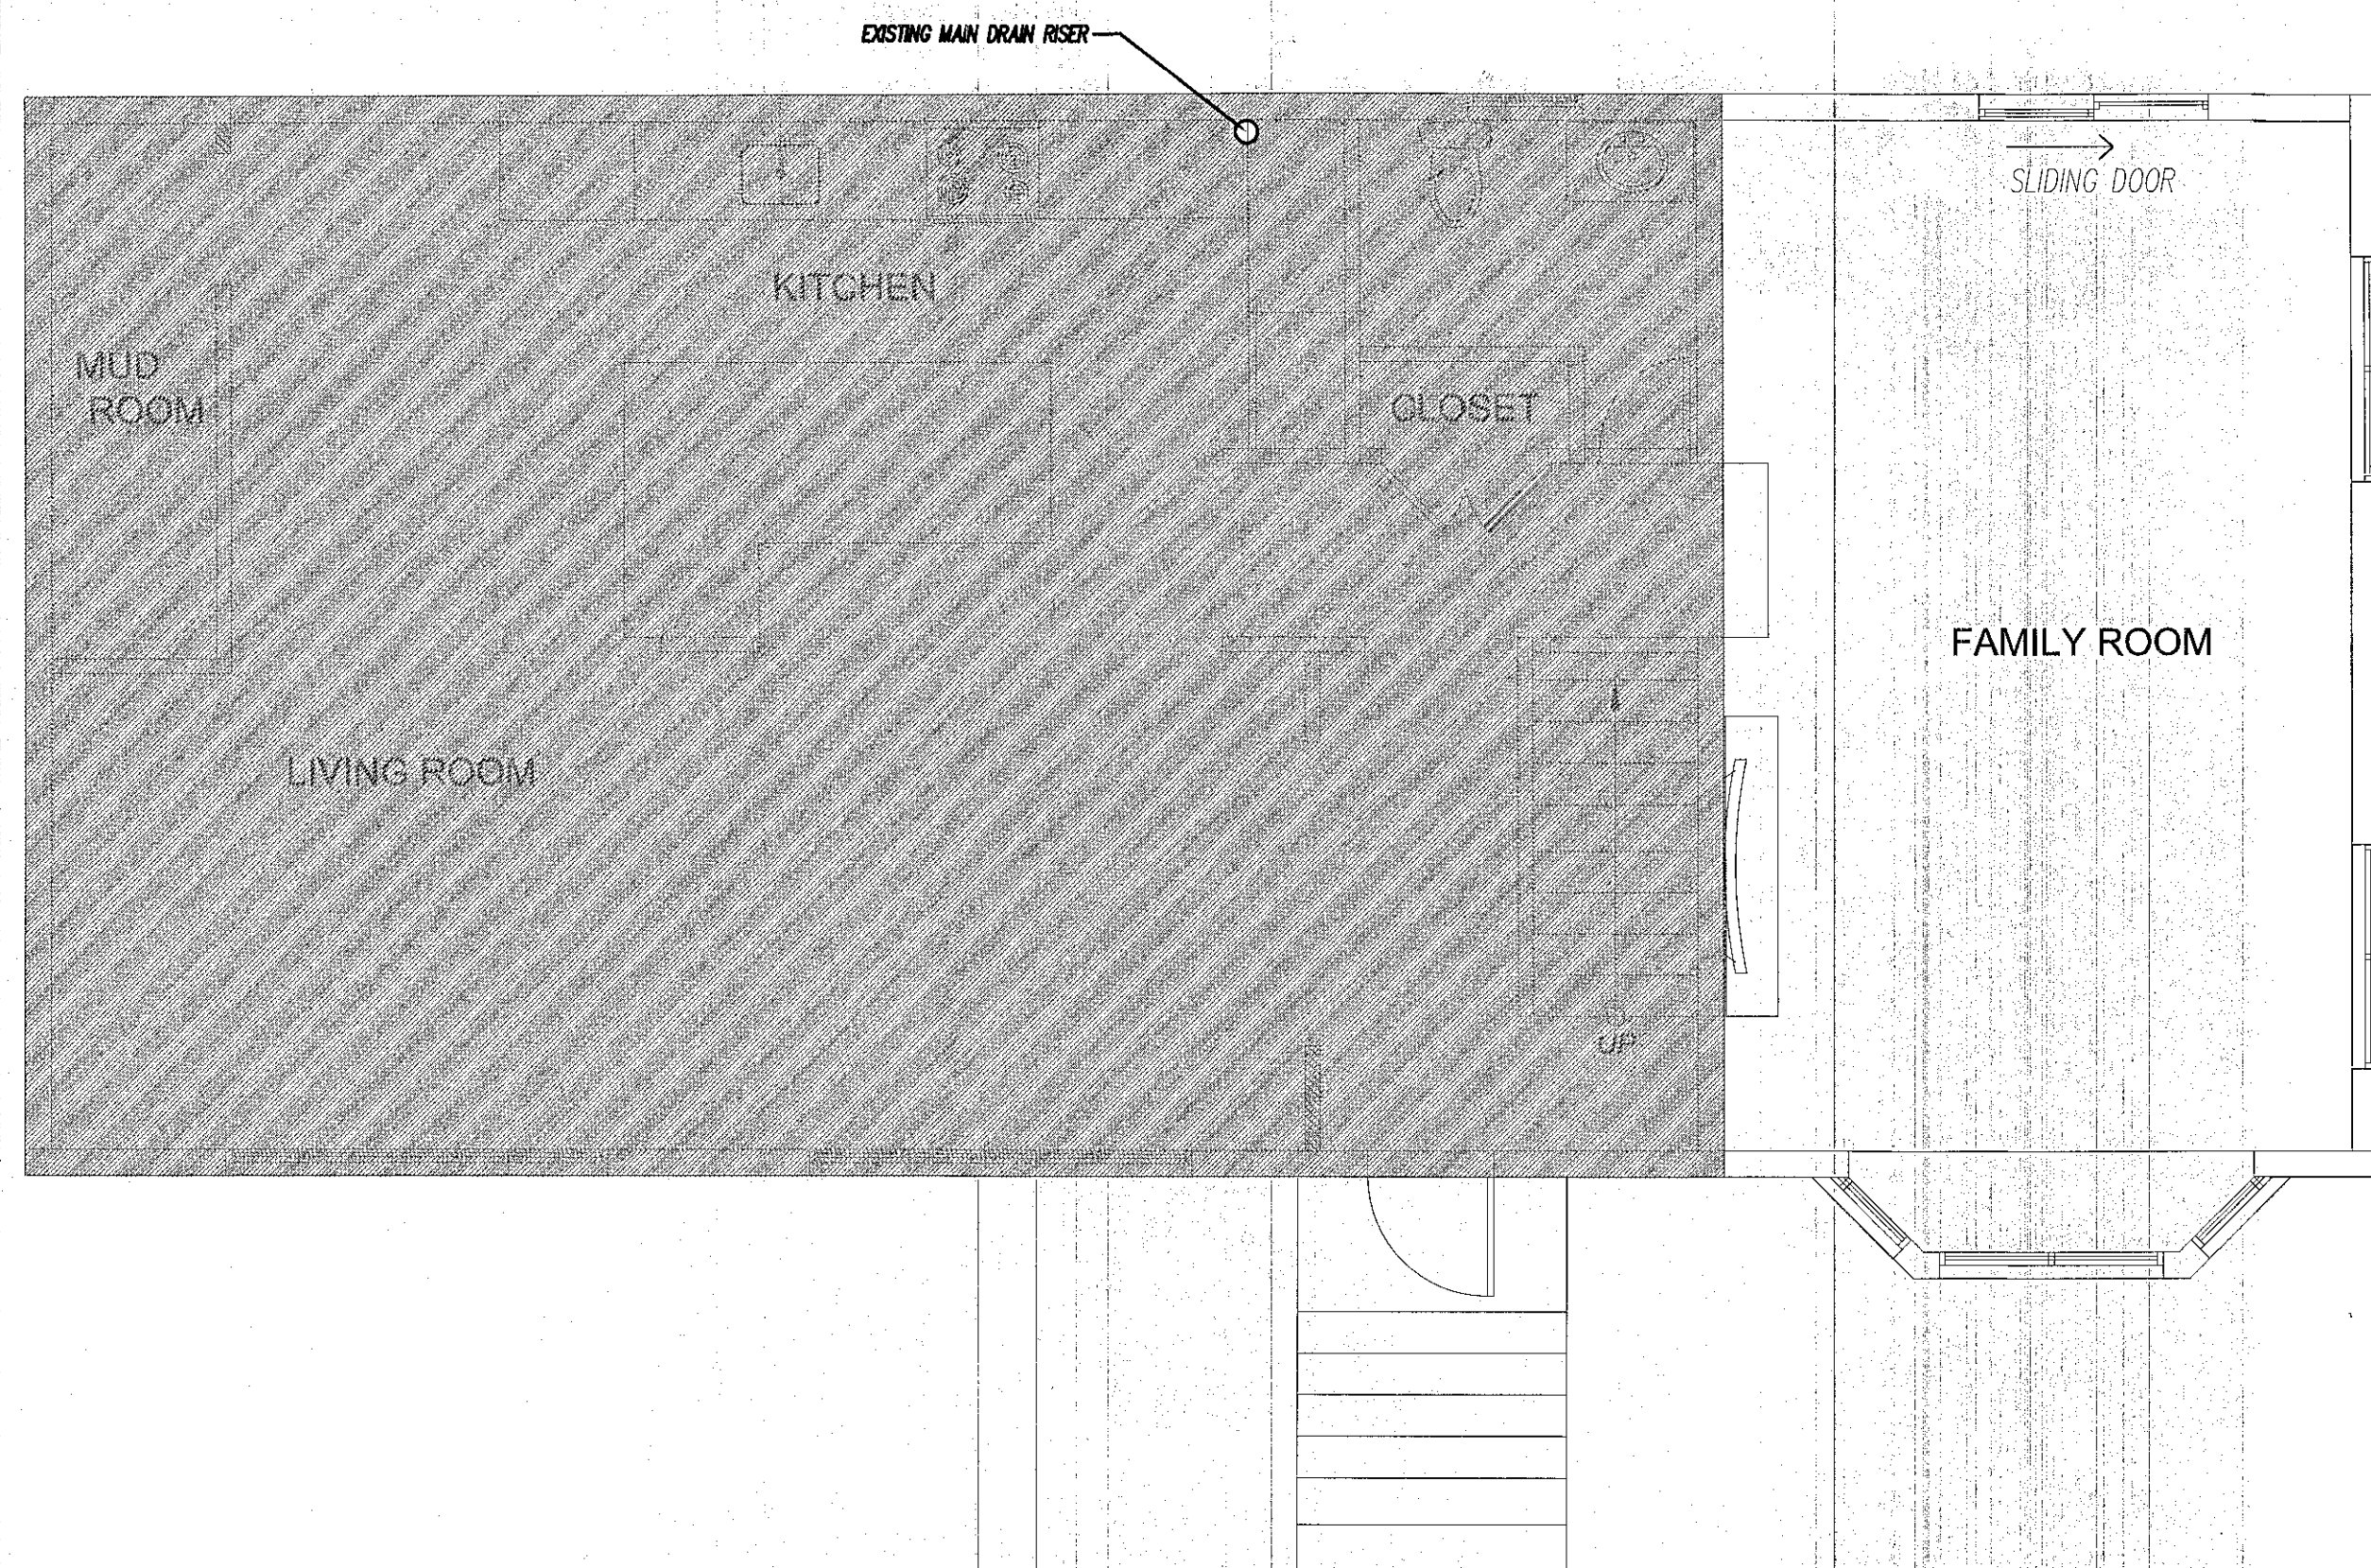 EXISTING MAIN DRAIN RISER
SLIDING DOOR
KITCHEN
MUD
ROOM
CLOSET
FAMILY ROOM
LIVING ROOM
UP